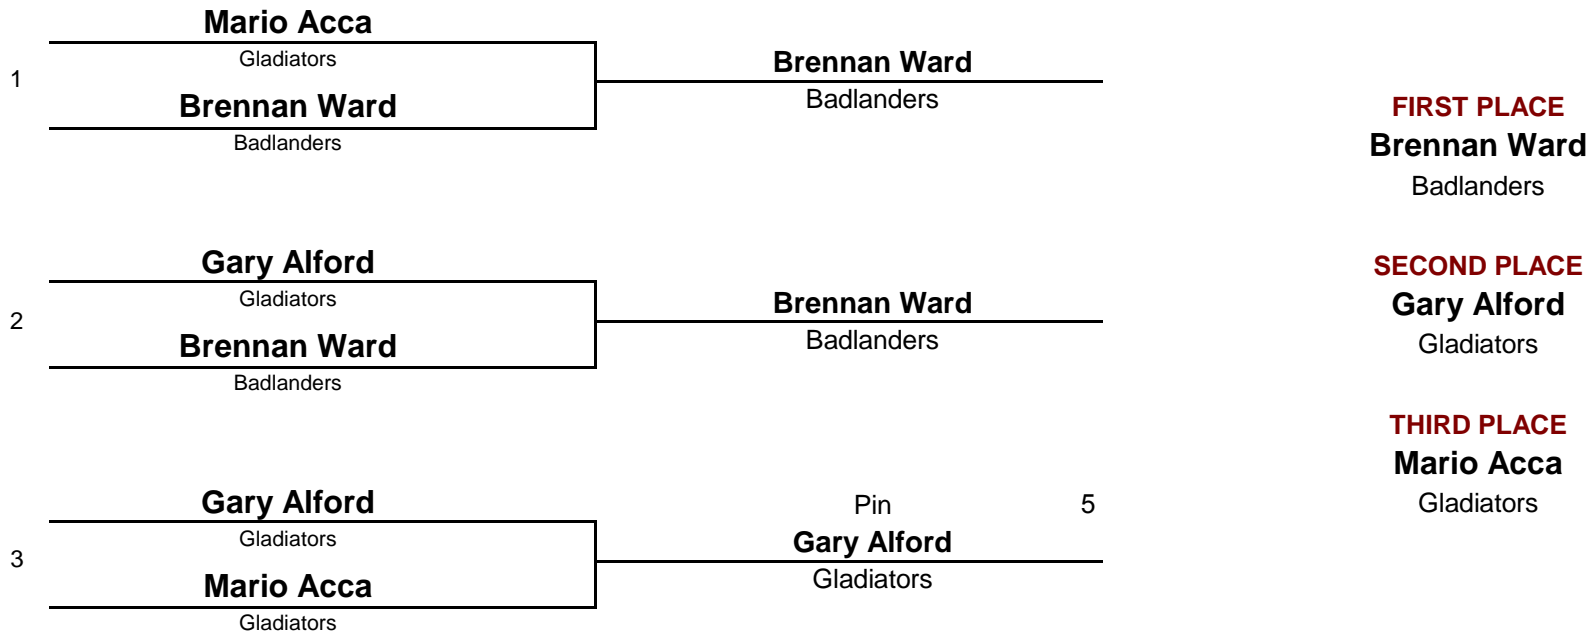 Mario Acca
Gladiators
1
Brennan Ward
Badlanders
Brennan Ward
Badlanders
Gary Alford
Gladiators
2
Brennan Ward
Badlanders
Brennan Ward
Badlanders
Gary Alford
Gladiators
3
Mario Acca
Gladiators
Pin 5
Gary Alford
Gladiators
FIRST PLACE
Brennan Ward
Badlanders
SECOND PLACE
Gary Alford
Gladiators
THIRD PLACE
Mario Acca
Gladiators